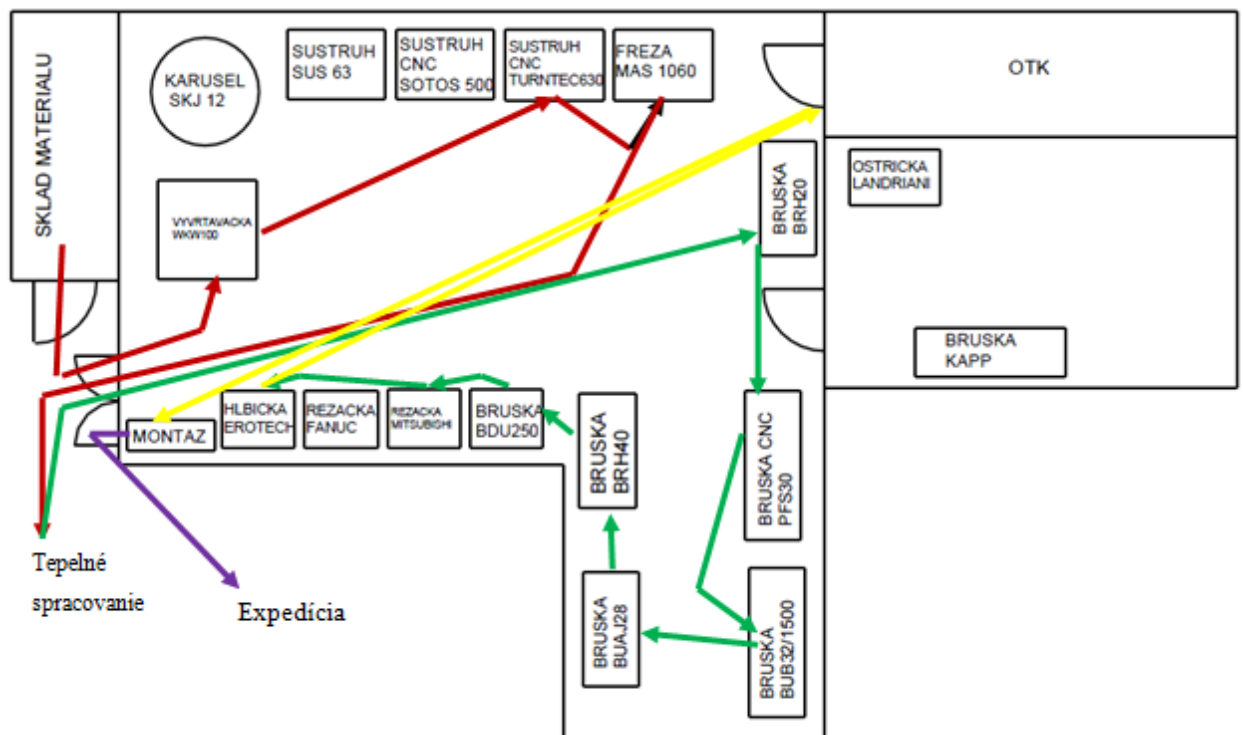 SKLAD MATERIALU
KARUSEL
SKJ 12
SUSTRUH
SUS 63
SUSTRUH
CNC
SOTOS 500
SUSTRUH
CNC
TURNTEC630
FREZA
MAS 1060
OTK
BRUSKA
BRH20
OSTRICKA
LANDRIANI
VYVRTAVACKA
WKW100
BRUSKA
KAPP
MONTAZ
HLBICKA
EROTECH
REZACKA
FANUC
REZACKA
MITSUBISHI
BRUSKA
BDU250
BRUSKA
BRH40
BRUSKA CNC
PFS30
BRUSKA
BUAJ28
BRUSKA
BUB32/1500
Tepelné
spracovanie
Expedícia